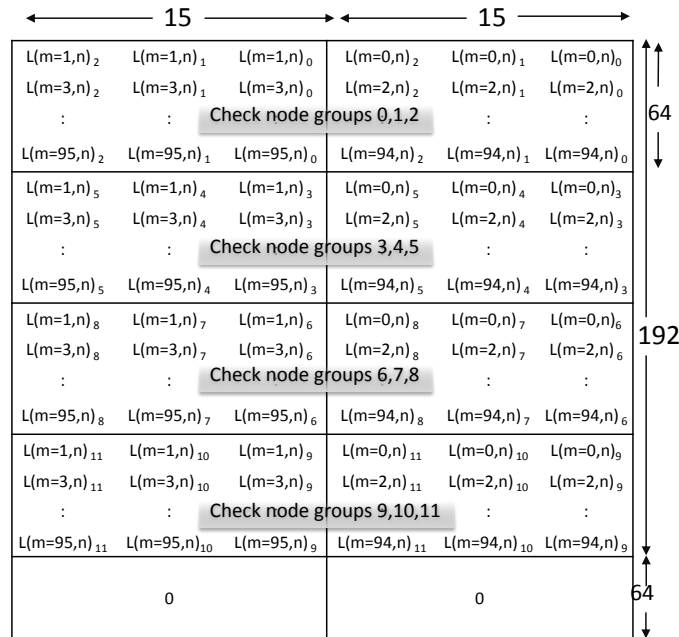 15 15
L(m=1,n)₂ L(m=1,n)₁ L(m=1,n)₀ L(m=0,n)₂ L(m=0,n)₁ L(m=0,n)₀
L(m=3,n)₂ L(m=3,n)₁ L(m=3,n)₀ L(m=2,n)₂ L(m=2,n)₁ L(m=2,n)₀
: : Check node groups 0,1,2 : : 64
L(m=95,n)₂ L(m=95,n)₁ L(m=95,n)₀ L(m=94,n)₂ L(m=94,n)₁ L(m=94,n)₀
L(m=1,n)₅ L(m=1,n)₄ L(m=1,n)₃ L(m=0,n)₅ L(m=0,n)₄ L(m=0,n)₃
L(m=3,n)₅ L(m=3,n)₄ L(m=3,n)₃ L(m=2,n)₅ L(m=2,n)₄ L(m=2,n)₃
: : Check node groups 3,4,5 : :
L(m=95,n)₅ L(m=95,n)₄ L(m=95,n)₃ L(m=94,n)₅ L(m=94,n)₄ L(m=94,n)₃
L(m=1,n)₈ L(m=1,n)₇ L(m=1,n)₆ L(m=0,n)₈ L(m=0,n)₇ L(m=0,n)₆ 192
L(m=3,n)₈ L(m=3,n)₇ L(m=3,n)₆ L(m=2,n)₈ L(m=2,n)₇ L(m=2,n)₆
: : Check node groups 6,7,8 : :
L(m=95,n)₈ L(m=95,n)₇ L(m=95,n)₆ L(m=94,n)₈ L(m=94,n)₇ L(m=94,n)₆
L(m=1,n)₁₁ L(m=1,n)₁₀ L(m=1,n)₉ L(m=0,n)₁₁ L(m=0,n)₁₀ L(m=0,n)₉
L(m=3,n)₁₁ L(m=3,n)₁₀ L(m=3,n)₉ L(m=2,n)₁₁ L(m=2,n)₁₀ L(m=2,n)₉
: : Check node groups 9,10,11 : :
L(m=95,n)₁₁ L(m=95,n)₁₀ L(m=95,n)₉ L(m=94,n)₁₁ L(m=94,n)₁₀ L(m=94,n)₉
0 0 64